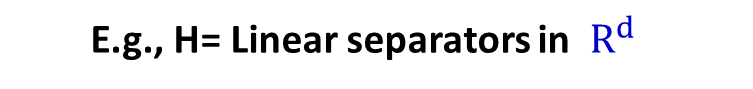 E.g., H= Linear separators in R^d